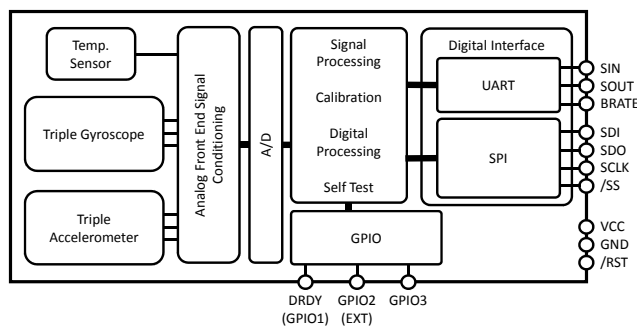 Temp.
Sensor
Triple Gyroscope
Triple
Accelerometer
Analog Front End Signal
Conditioning
A/D
Signal
Processing
Calibration
Digital
Processing
Self Test
GPIO
Digital Interface
UART
SPI
SIN
SOUT
BRATE
SDI
SDO
SCLK
/SS
VCC
GND
/RST
DRDY
(GPIO1)
GPIO2
(EXT)
GPIO3